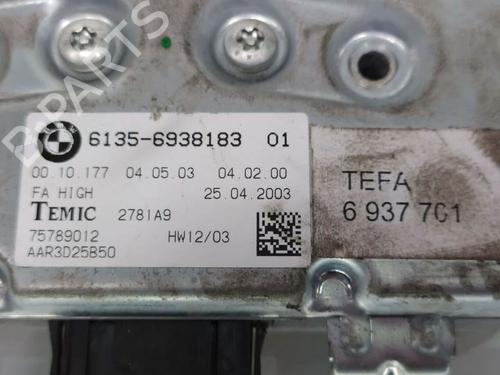 B-PARTS
6135-6938183 01
00.10.177 04.05.03 04.02.00
FA HIGH 25.04.2003
TEMIC 2781A9
75789012 HW12/03
AAR3D25B50
TEFA
6 937 701